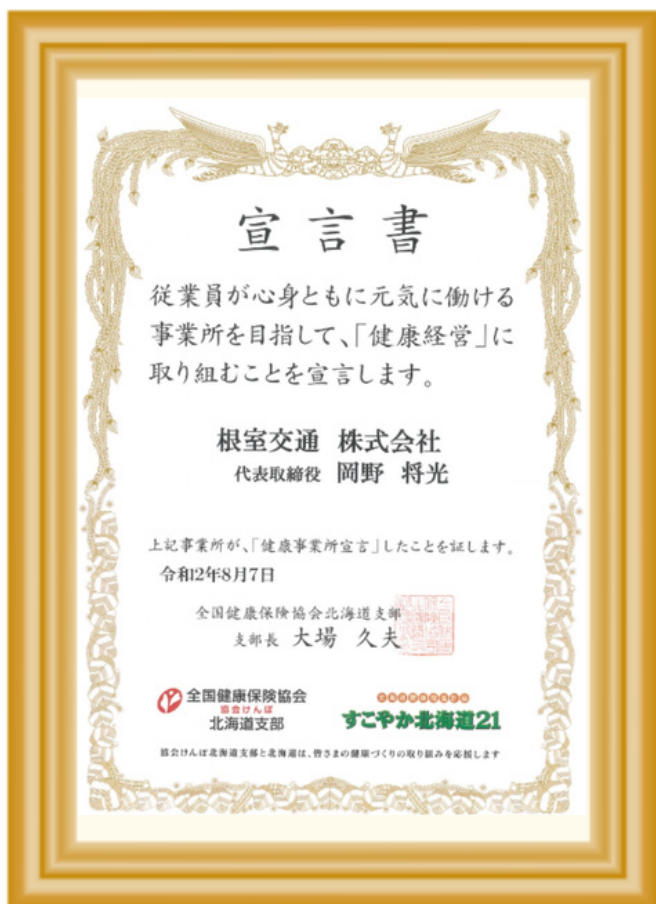 宣言書
従業員が心身ともに元気に働ける
事業所を目指して、「健康経営」に
取り組むことを宣言します。
根室交通 株式会社
代表取締役 岡野 将光
上記事業所が、「健康事業所宣言」したことを証します。
令和2年8月7日
全国健康保険協会北海道支部
支部長 大場 久夫
全国健康保険協会
協会けんぽ
北海道支部
すこやか北海道21
協会けんぽ北海道支部と北海道は、皆さまの健康づくりの取り組みを応援します